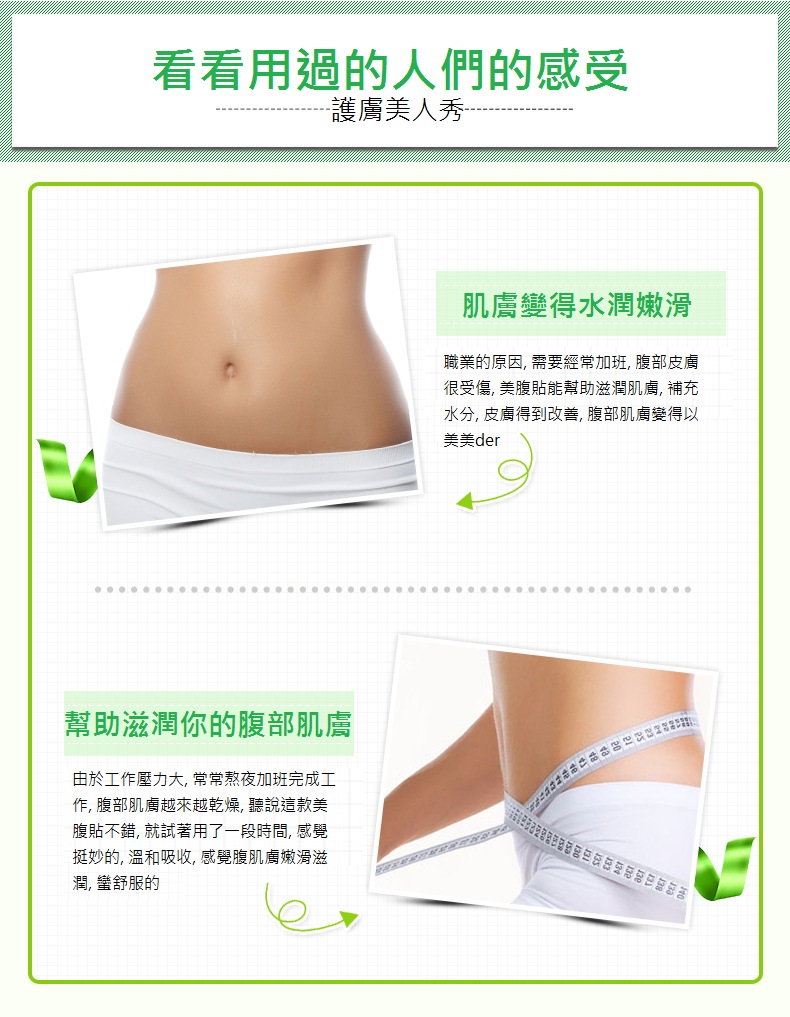 看看用過的人們的感受
護膚美人秀
肌膚變得水潤嫩滑
職業的原因, 需要經常加班, 腹部皮膚
很受傷, 美腹貼能幫助滋潤肌膚, 補充
水分, 皮膚得到改善, 腹部肌膚變得以
美美der
幫助滋潤你的腹部肌膚
由於工作壓力大, 常常熬夜加班完成工
作, 腹部肌膚越來越乾燥, 聽說這款美
腹貼不錯, 就試著用了一段時間, 感覺
挺妙的, 溫和吸收, 感覺腹肌膚嫩滑滋
潤, 蠻舒服的